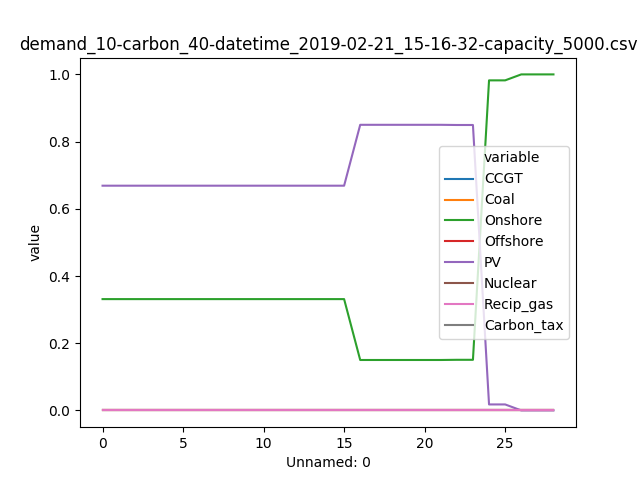 demand_10-carbon_40-datetime_2019-02-21_15-16-32-capacity_5000.csv
1.0
0.8
0.6
0.4
0.2
0.0
value
variable
CCGT
Coal
Onshore
Offshore
PV
Nuclear
Recip_gas
Carbon_tax
0 5 10 15 20 25
Unnamed: 0